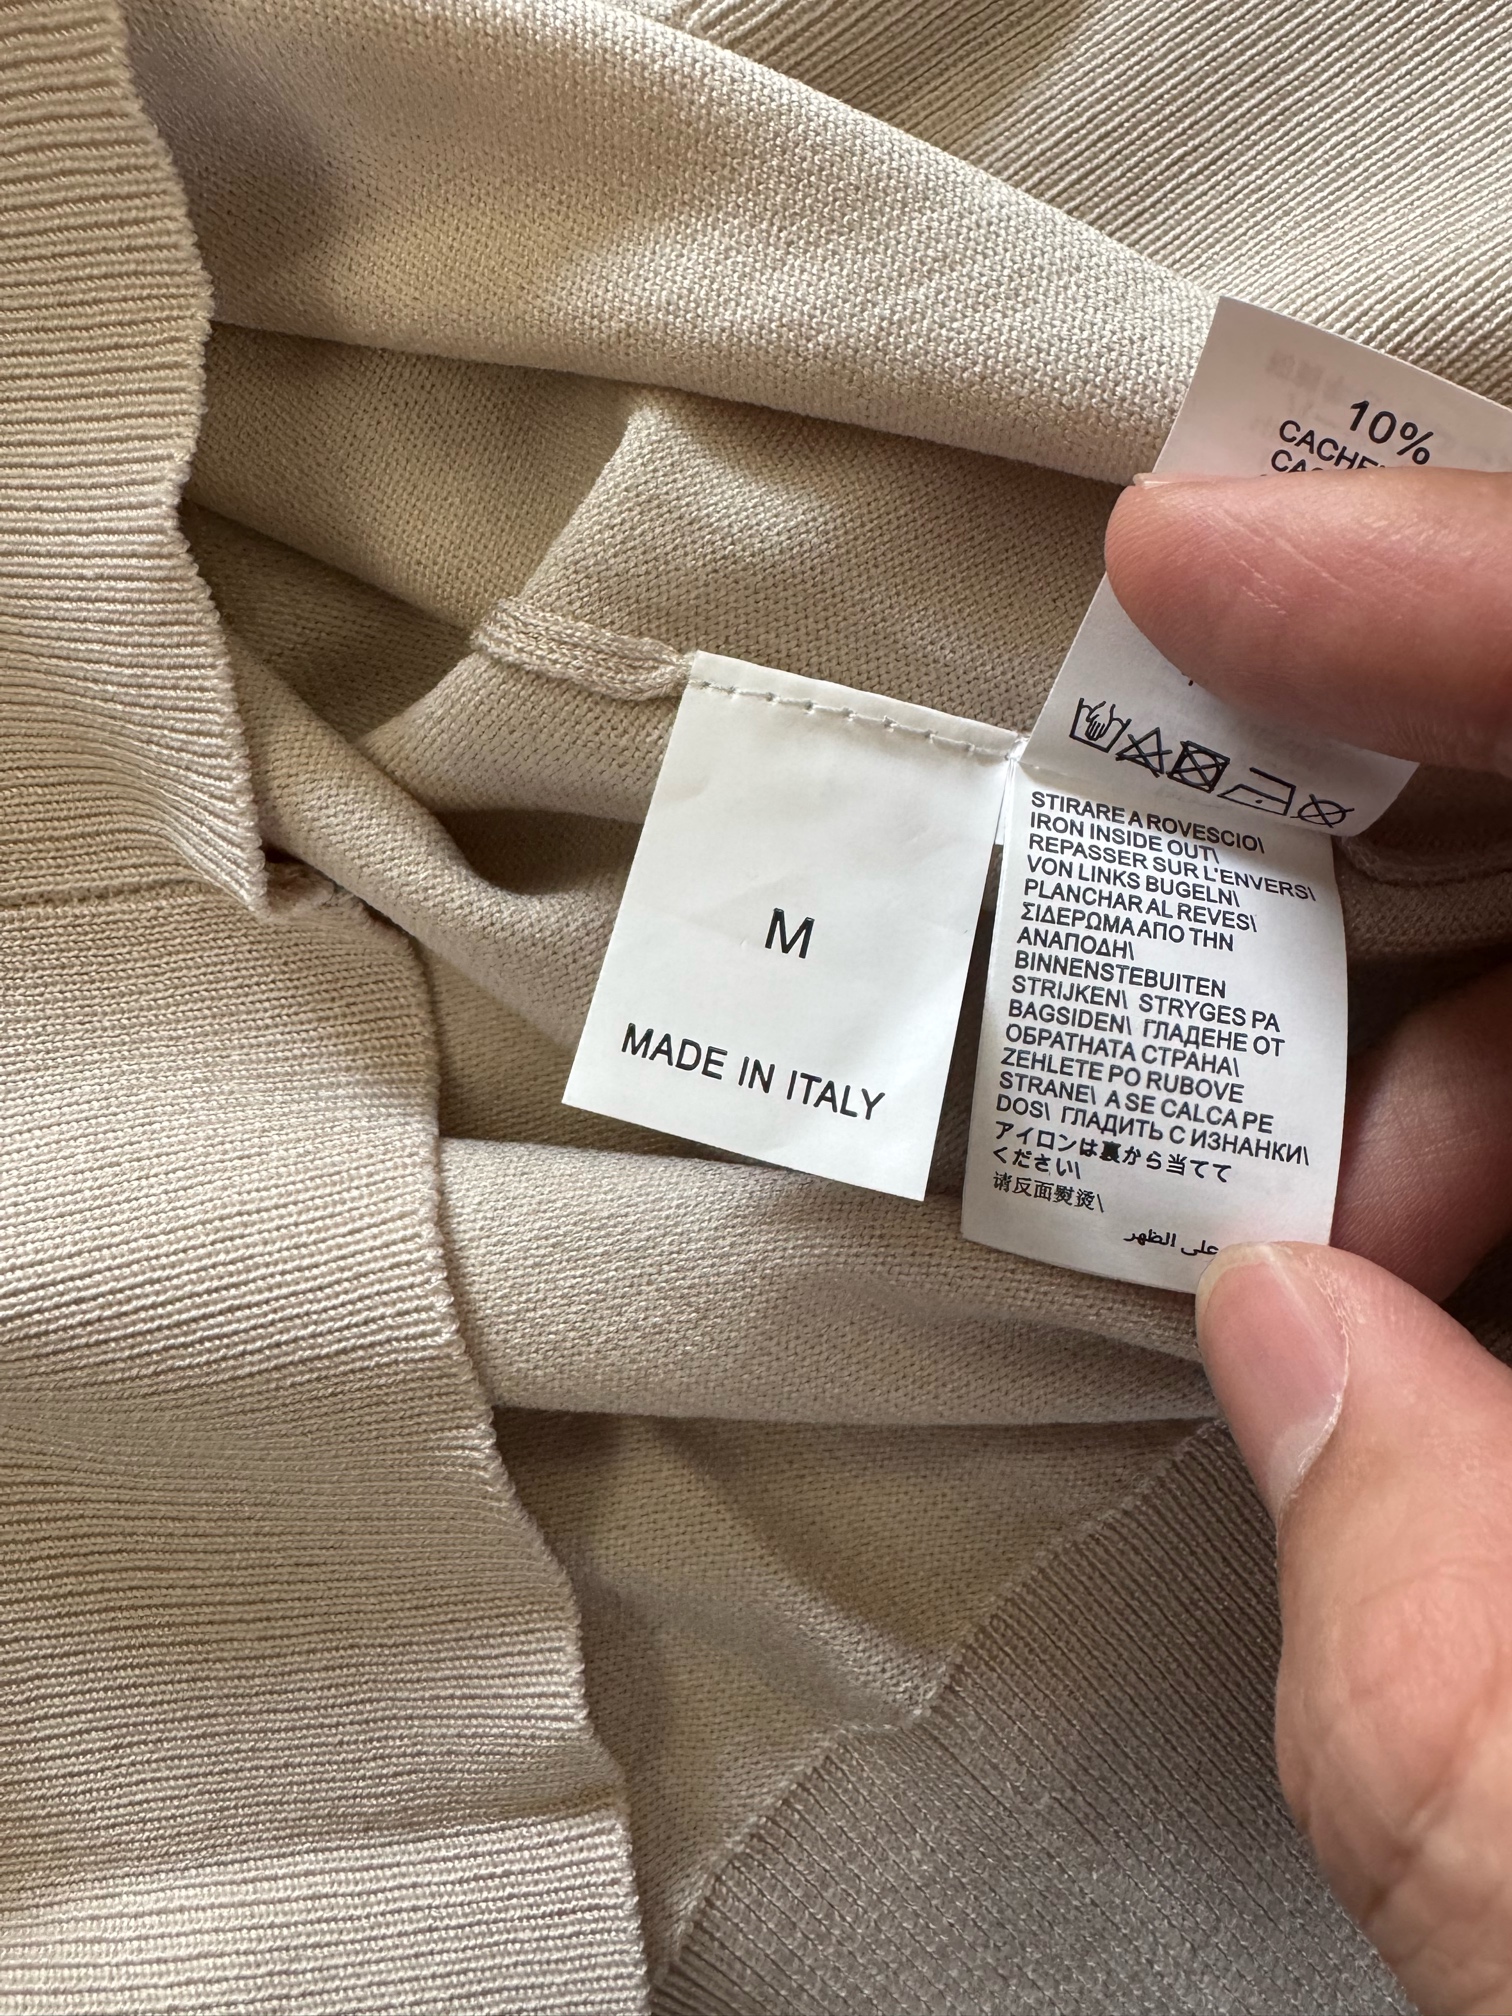 10%
M
MADE IN ITALY
STIRARE A ROVESCIO\
IRON INSIDE OUT\
REPASSER SUR L'ENVERS\
VON LINKS BUGELN\
PLANCHAR AL REVES\
ΣΙΔΕΡΩΜΑ ΑΠΟ ΤΗΝ
ΑΝΑΠΟΔΗ\
BINNENSTEBUITEN
STRIJKEN\ STRYGES PA
BAGSIDEN\ ГЛАДЕНЕ ОТ
ОБРАТНАТА СТРАНА\
ZEHLETE PO RUBOVE
STRANE\ A SE CALCA PE
DOS\ ГЛАДИТЬ С ИЗНАНКИ\
アイロンは裏から当てて
ください\
请反面熨烫\
على الظهر